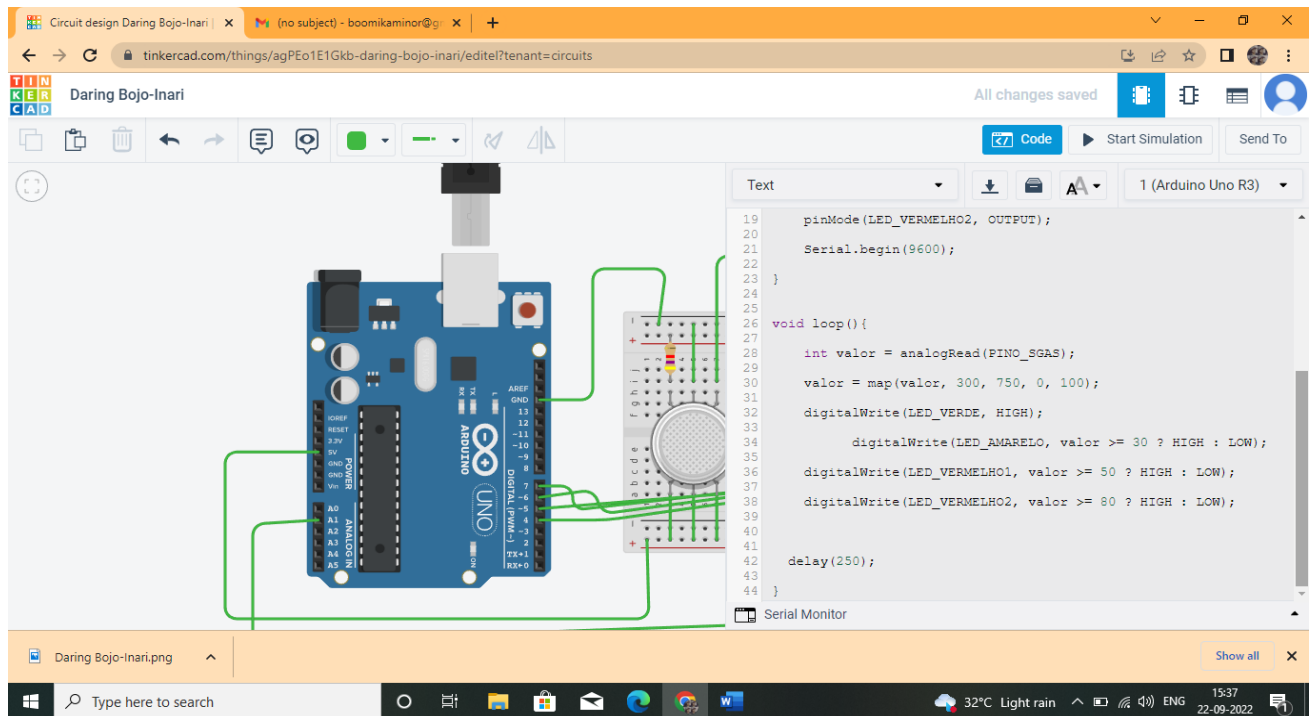 Circuit design Daring Bojo-Inari |
(no subject) - boomikaminor@gr
tinkercad.com/things/agPEo1E1Gkb-daring-bojo-inari/editel?tenant=circuits
TIN
KER
CAD
Daring Bojo-Inari
All changes saved
Code
Start Simulation
Send To
Text
1 (Arduino Uno R3)
19 pinMode(LED_VERMELHO2, OUTPUT);
20
21 Serial.begin(9600);
22
23 }
24
25
26 void loop(){
27
28 int valor = analogRead(PINO_SGAS);
29
30 valor = map(valor, 300, 750, 0, 100);
31
32 digitalWrite(LED_VERDE, HIGH);
33
34 digitalWrite(LED_AMARELO, valor >= 30 ? HIGH : LOW);
35
36 digitalWrite(LED_VERMELHO1, valor >= 50 ? HIGH : LOW);
37
38 digitalWrite(LED_VERMELHO2, valor >= 80 ? HIGH : LOW);
39
40
41
42 delay(250);
43
44 }
Serial Monitor
AREF
GND
13
12
~11
~10
~9
8
7
~6
~5
4
~3
2
TX→1
RX←0
DIGITAL (PWM~)
IOREF
RESET
3.3V
5V
GND
GND
Vin
POWER
A0
A1
A2
A3
A4
A5
ANALOG IN
RX
TX
L
ARDUINO
UNO
ON
Daring Bojo-Inari.png
Show all
Type here to search
32°C Light rain
ENG
15:37
22-09-2022